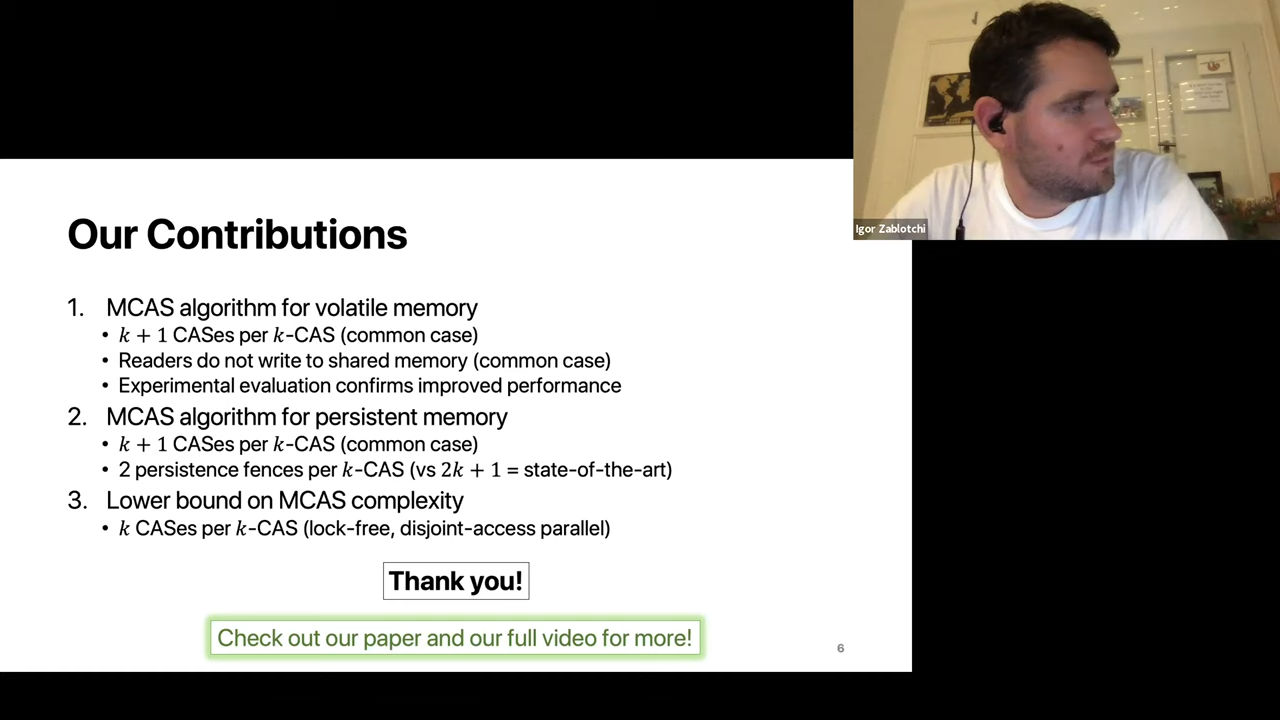 Igor Zablotchi
Our Contributions
1. MCAS algorithm for volatile memory
• k + 1 CASes per k-CAS (common case)
• Readers do not write to shared memory (common case)
• Experimental evaluation confirms improved performance
2. MCAS algorithm for persistent memory
• k + 1 CASes per k-CAS (common case)
• 2 persistence fences per k-CAS (vs 2k + 1 = state-of-the-art)
3. Lower bound on MCAS complexity
• k CASes per k-CAS (lock-free, disjoint-access parallel)
Thank you!
Check out our paper and our full video for more!
6